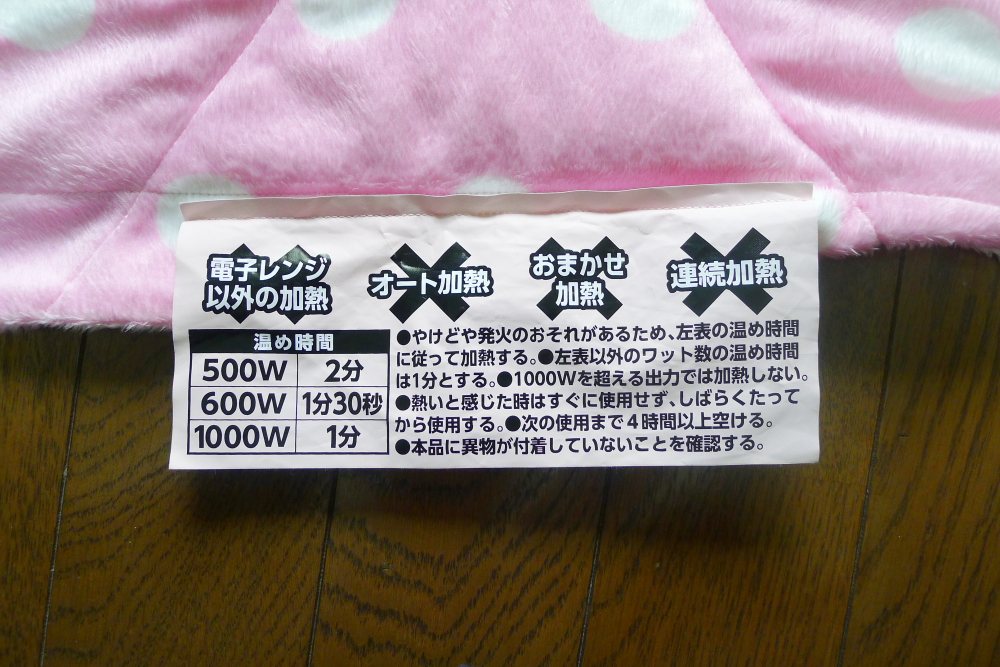 電子レンジ
以外の加熱
オート加熱
おまかせ
加熱
連続加熱
温め時間
500W 2分
600W 1分30秒
1000W 1分
●やけどや発火のおそれがあるため、左表の温め時間
に従って加熱する。●左表以外のワット数の温め時間
は1分とする。●1000Wを超える出力では加熱しない。
●熱いと感じた時はすぐに使用せず、しばらくたって
から使用する。●次の使用まで4時間以上空ける。
●本品に異物が付着していないことを確認する。